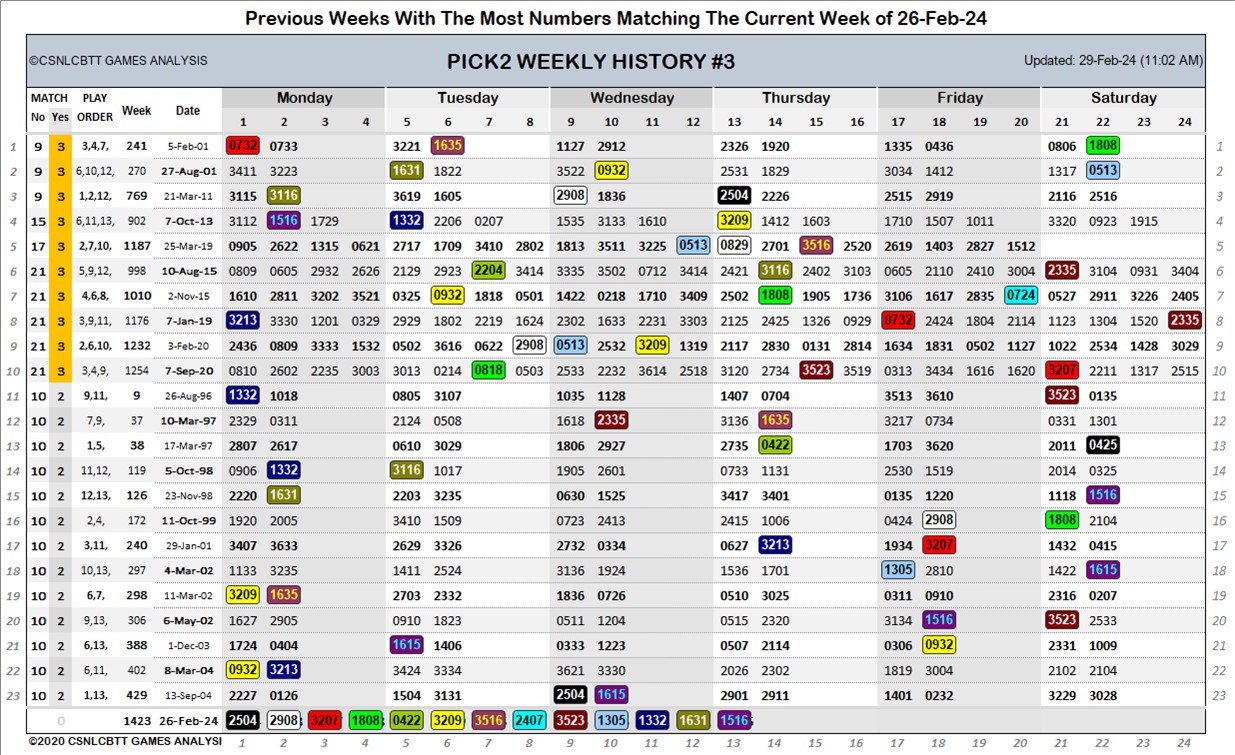 Previous Weeks With The Most Numbers Matching The Current Week of 26-Feb-24
©CSNLCBTT GAMES ANALYSIS PICK2 WEEKLY HISTORY #3 Updated: 29-Feb-24 (11:02 AM)
MATCH PLAY Week Date Monday Tuesday Wednesday Thursday Friday Saturday
No Yes ORDER 1 2 3 4 5 6 7 8 9 10 11 12 13 14 15 16 17 18 19 20 21 22 23 24
1 9 3 3,4,7, 241 5-Feb-01 0732 0733 3221 1635 1127 2912 2326 1920 1335 0436 0806 1808 1
2 9 3 6,10,12, 270 27-Aug-01 3411 3223 1631 1822 3522 0932 2531 1829 3034 1412 1317 0513 2
3 9 3 1,2,12, 769 21-Mar-11 3115 3116 3619 1605 2908 1836 2504 2226 2515 2919 2116 2516 3
4 15 3 6,11,13, 902 7-Oct-13 3112 1516 1729 1332 2206 0207 1535 3133 1610 3209 1412 1603 1710 1507 1011 3320 0523 1915 4
5 17 3 2,7,10, 1187 25-Mar-19 0905 2622 1315 0621 2717 1709 3410 2802 1813 3511 3225 0513 0829 2701 3516 2520 2619 1403 2827 1512 5
6 21 3 5,9,12, 998 10-Aug-15 0809 0605 2932 2626 2129 2923 2204 3414 3335 3502 0712 3414 2421 3116 2402 3103 0605 2110 2410 3004 2335 3104 0931 3404 6
7 21 3 4,6,8, 1010 2-Nov-15 1610 2811 2032 3521 0325 0932 1818 0501 1422 0218 1710 3409 2502 1808 1905 1736 3106 1617 2835 0724 0527 2911 3226 2405 7
8 21 3 3,9,11, 1176 7-Jan-19 3213 3330 1201 0329 2929 1802 2219 1624 2302 1633 2231 3303 2125 2425 1326 0929 0732 2424 1804 2114 1123 1304 1520 2335 8
9 21 3 2,6,10, 1232 3-Feb-20 2436 0809 3333 1532 0502 3616 0622 2908 0513 2532 3209 1319 2117 2830 0131 2814 1634 1831 0502 1127 1022 2534 1428 3029 9
10 21 3 3,4,9, 1254 7-Sep-20 0810 2602 2235 3003 3013 0214 0818 0503 2533 2232 3614 2518 3120 2734 3523 3519 0313 3434 1616 1620 3207 2211 1317 2515 10
11 10 2 9,11, 9 26-Aug-96 1332 1018 0805 3107 1035 1128 1407 0704 3513 3610 3523 0135 11
12 10 2 7,9, 37 10-Mar-97 2329 0311 2124 0508 1618 2335 3136 1635 3217 0734 0331 1301 12
13 10 2 1,5, 38 17-Mar-97 2807 2617 0610 3029 1806 2927 2735 0422 1703 3620 2011 0425 13
14 10 2 11,12, 119 5-Oct-98 0906 1332 3116 1017 1905 2601 0733 1131 2530 1519 2014 0325 14
15 10 2 12,13, 126 23-Nov-98 2220 1631 2203 3235 0630 1525 3417 3401 0135 1220 1118 1516 15
16 10 2 2,4, 172 11-Oct-99 1920 2005 3410 1509 0723 2413 2415 1006 0424 2908 1808 2104 16
17 10 2 3,11, 240 29-Jan-01 3407 3633 2629 3326 2732 0334 0627 3213 1934 3207 1432 0415 17
18 10 2 10,13, 297 4-Mar-02 1133 3235 1411 2524 3136 1924 1536 1701 1305 2810 1422 1615 18
19 10 2 6,7, 298 11-Mar-02 3209 1635 2703 2332 1836 0726 0510 3025 0311 0910 2316 0207 19
20 10 2 9,13, 306 6-May-02 1627 2905 0910 1823 0511 1204 0515 2320 3134 1516 3523 2533 20
21 10 2 6,13, 388 1-Dec-03 1724 0404 1615 1406 0333 1223 0507 2114 0306 0932 2331 1009 21
22 10 2 6,11, 402 8-Mar-04 0932 3213 3424 3334 3621 3330 2026 2302 1819 3004 2102 2104 22
23 10 2 1,13, 429 13-Sep-04 2227 0126 1504 3131 2504 1615 2901 2911 1401 0232 3229 3028 23
0 1423 26-Feb-24 2504 2908 3207 1808 0422 3209 3516 2407 3523 1305 1332 1631 1516
©2020 CSNLCBTT GAMES ANALYSI 1 2 3 4 5 6 7 8 9 10 11 12 13 14 15 16 17 18 19 20 21 22 23 24